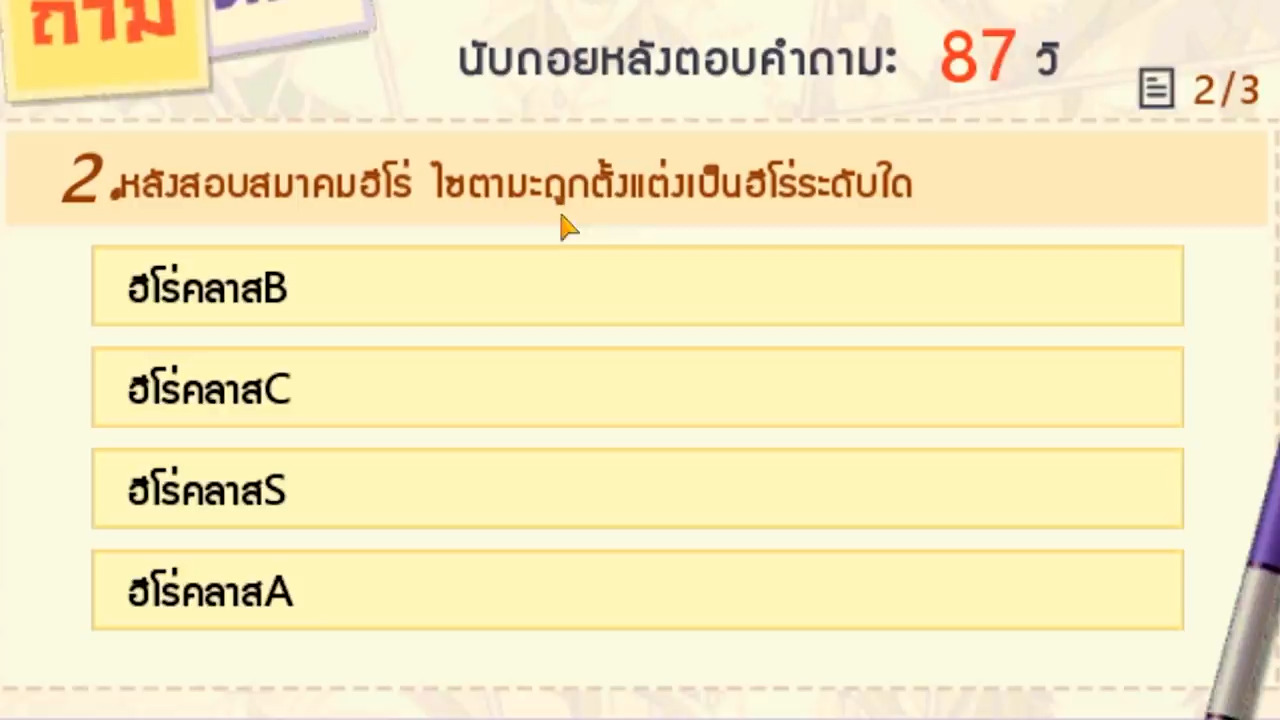 ถาม
นับถอยหลังตอบคำถามะ 87 วิ
2/3
2.หลังสอบสมาคมฮีโร่ ไซตามะถูกตั้งแต่งเป็นฮีโร่ระดับใด
ฮีโร่คลาสB
ฮีโร่คลาสC
ฮีโร่คลาสS
ฮีโร่คลาสA